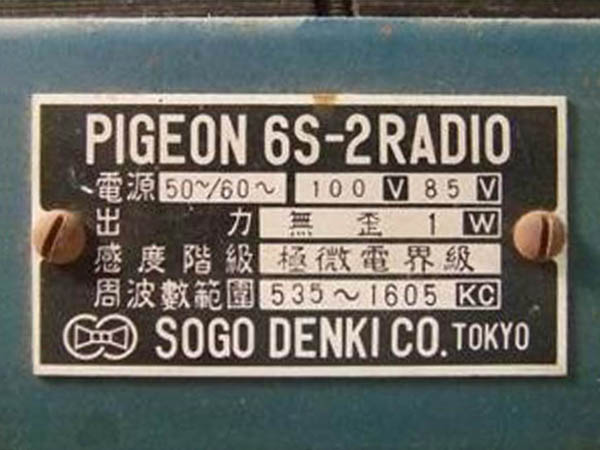 PIGEON 6S-2RADIO
電源 50~/60~ 100 V 85 V
出力 無歪 1 W
感度階級 極微電界級
周波數範圍 535~1605 KC
SOGO DENKI CO. TOKYO